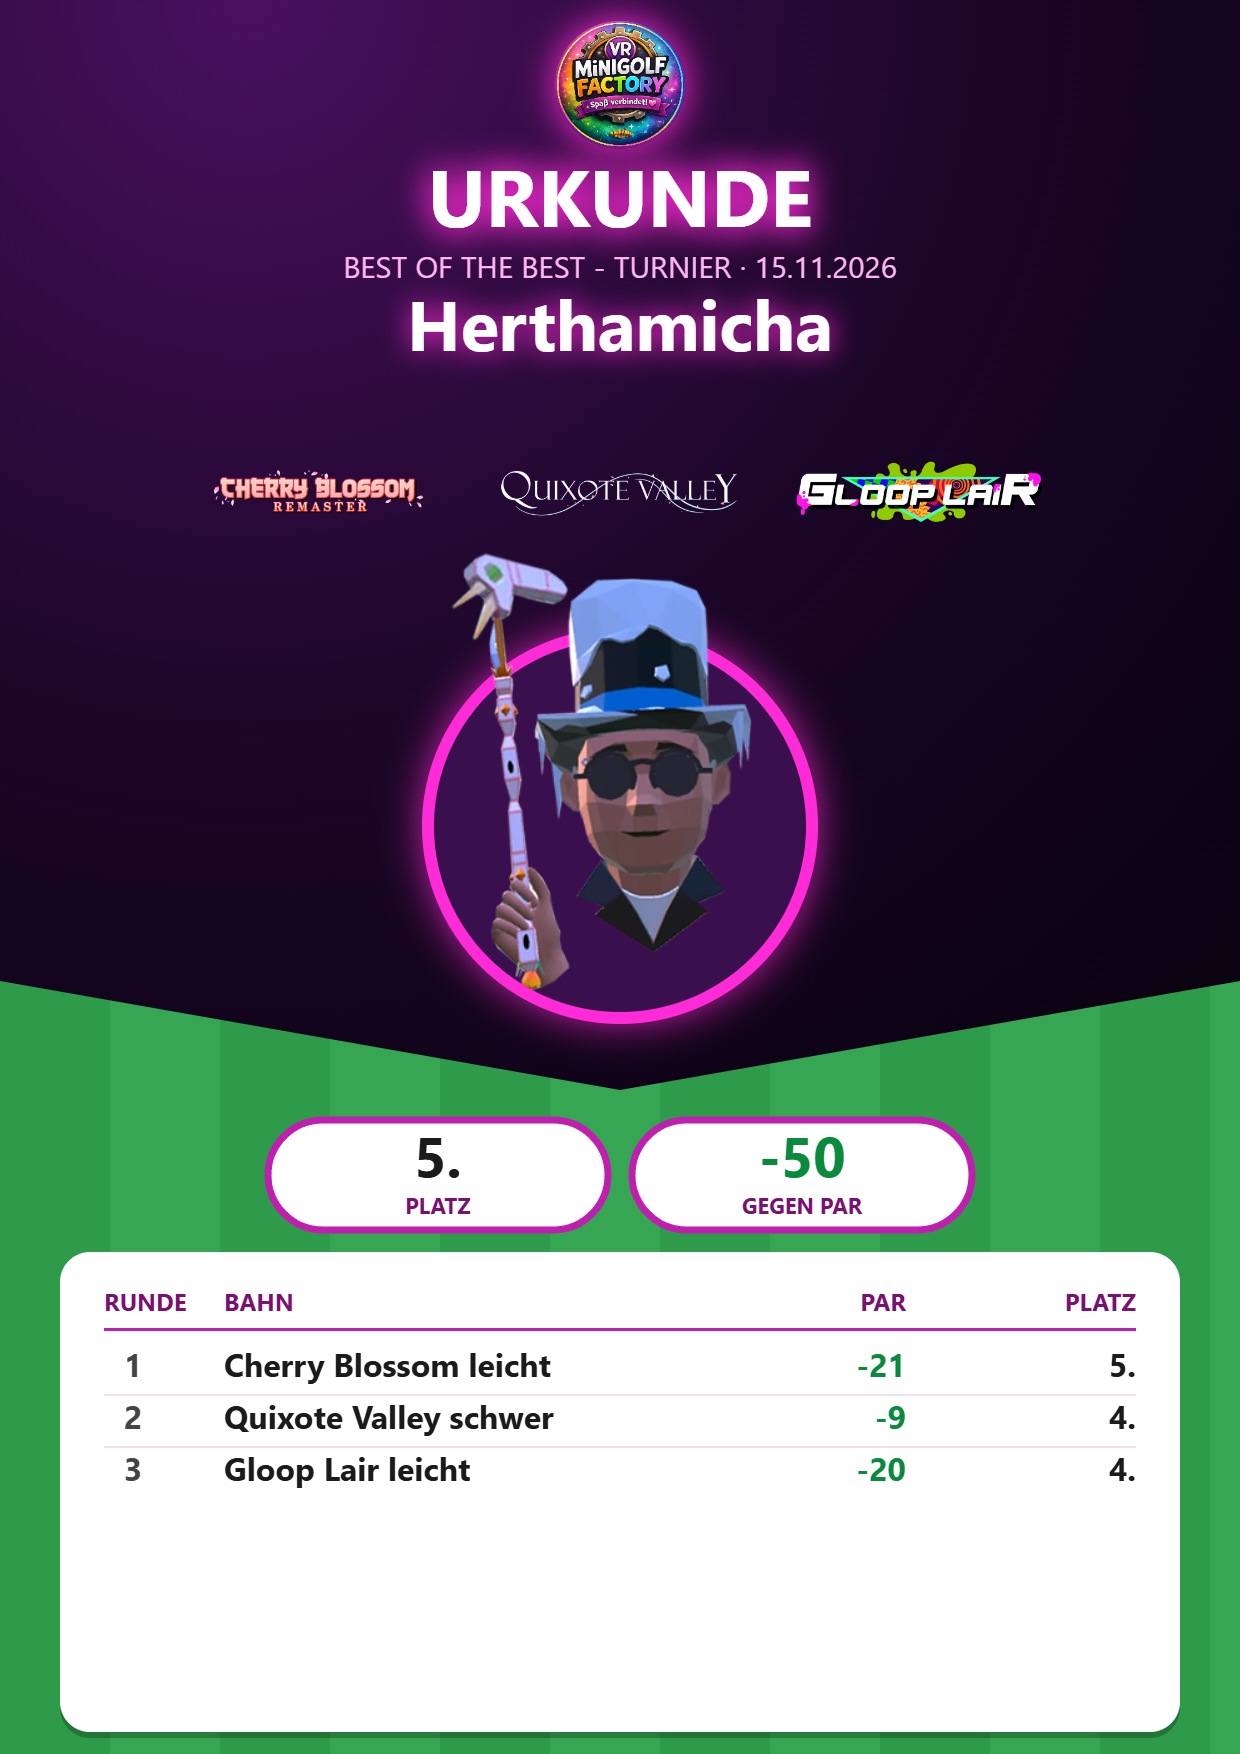 VR
MiNiGOLF
FACTORY
Spaß verbindet!
URKUNDE
BEST OF THE BEST - TURNIER · 15.11.2026
Herthamicha
CHERRY BLOSSOM
REMASTER
QUIXOTE VALLEY
GLOOP LAiR
5.
PLATZ
-50
GEGEN PAR
RUNDE BAHN PAR PLATZ
1 Cherry Blossom leicht -21 5.
2 Quixote Valley schwer -9 4.
3 Gloop Lair leicht -20 4.